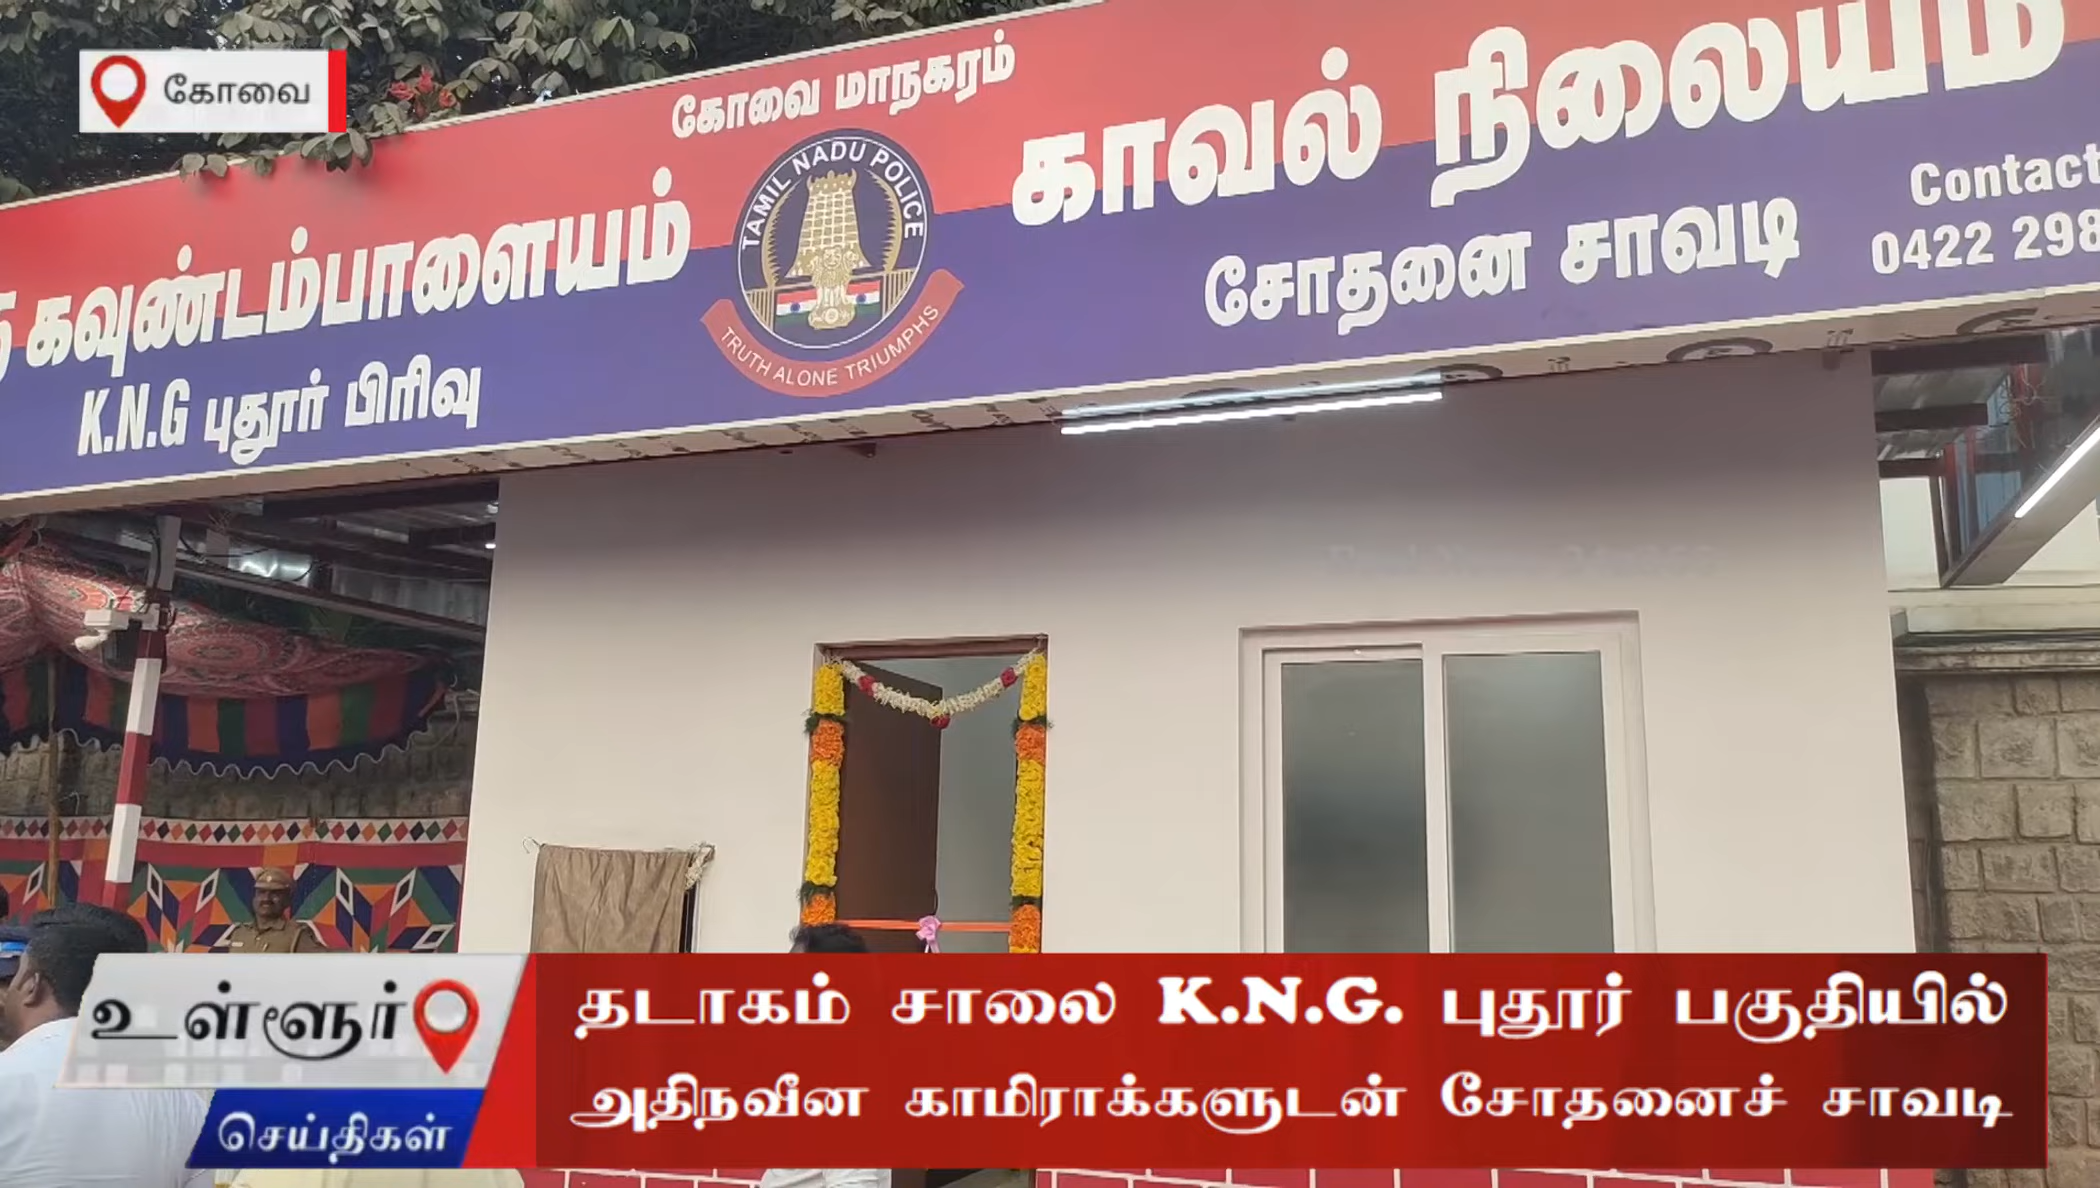 கோவை
கோவை மாநகரம்
கவுண்டம்பாளையம்
காவல் நிலையம்
K.N.G புதூர் பிரிவு
சோதனை சாவடி
Contact
0422 298
TAMIL NADU POLICE
TRUTH ALONE TRIUMPHS
உள்ளூர்
செய்திகள்
தடாகம் சாலை K.N.G. புதூர் பகுதியில்
அதிநவீன காமிராக்களுடன் சோதனைச் சாவடி